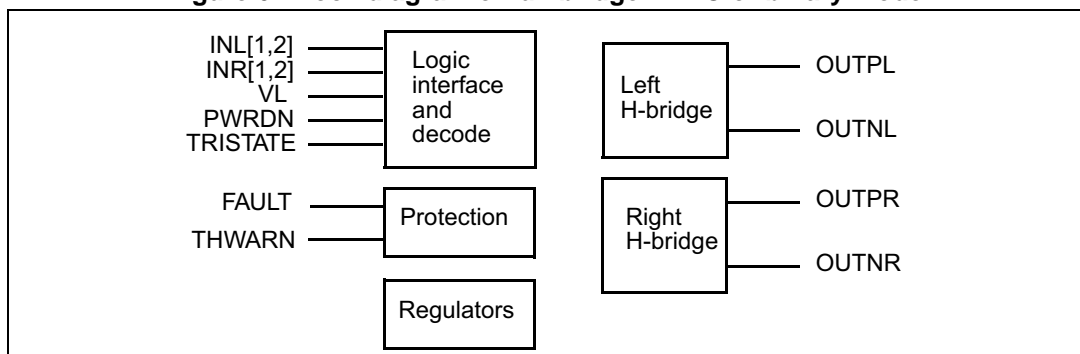 INL[1,2]
INR[1,2]
VL
PWRDN
TRISTATE
Logic
interface
and
decode
Left
H-bridge
OUTPL
OUTNL
FAULT
THWARN
Protection
Right
H-bridge
OUTPR
OUTNR
Regulators